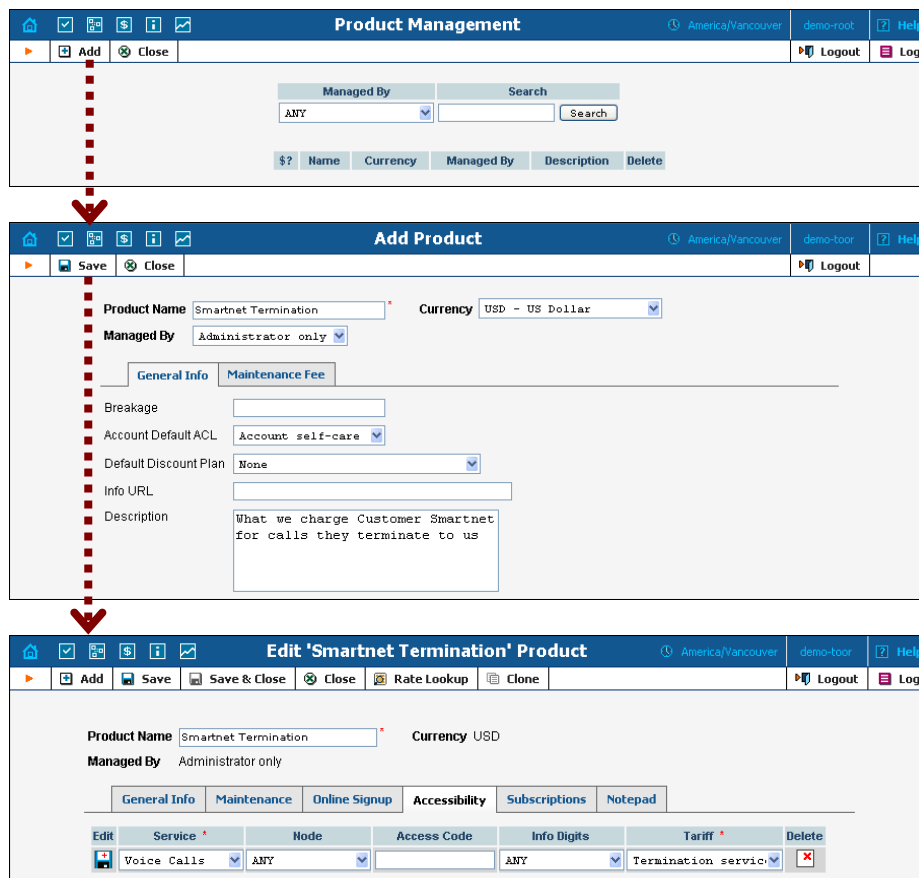 Product Management America/Vancouver demo-root Help
Add Close Logout Log
Managed By Search
ANY Search
$? Name Currency Managed By Description Delete
Add Product America/Vancouver demo-toor Help
Save Close Logout
Product Name Smartnet Termination * Currency USD - US Dollar
Managed By Administrator only
General Info Maintenance Fee
Breakage
Account Default ACL Account self-care
Default Discount Plan None
Info URL
Description What we charge Customer Smartnet
for calls they terminate to us
Edit 'Smartnet Termination' Product America/Vancouver demo-toor Help
Add Save Save & Close Close Rate Lookup Clone Logout Log
Product Name Smartnet Termination * Currency USD
Managed By Administrator only
General Info Maintenance Online Signup Accessibility Subscriptions Notepad
Edit Service * Node Access Code Info Digits Tariff * Delete
Voice Calls ANY ANY Termination servic